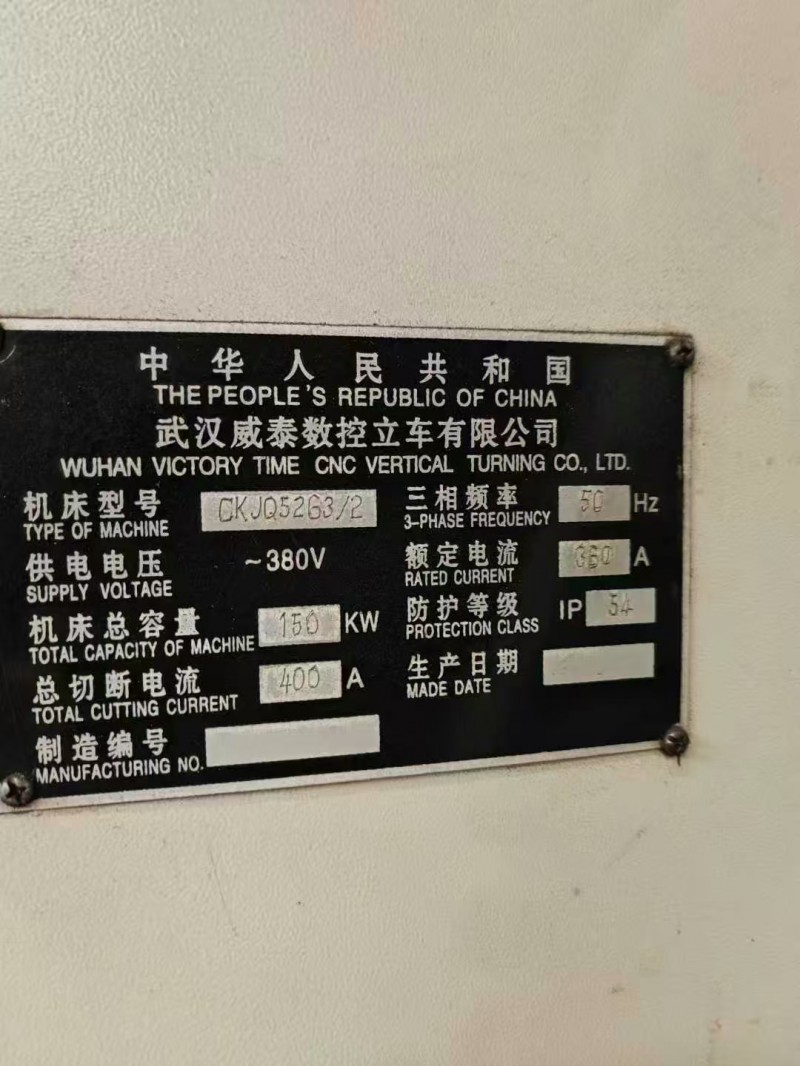 中华人民共和国
THE PEOPLE'S REPUBLIC OF CHINA
武汉威泰数控立车有限公司
WUHAN VICTORY TIME CNC VERTICAL TURNING CO., LTD.
机床型号 CKJQ52G3/2 三相频率 50 Hz
TYPE OF MACHINE 3-PHASE FREQUENCY
供电电压 ~380V 额定电流 A
SUPPLY VOLTAGE RATED CURRENT
机床总容量 150 KW 防护等级 IP 54
TOTAL CAPACITY OF MACHINE PROTECTION CLASS
总切断电流 400 A 生产日期
TOTAL CUTTING CURRENT MADE DATE
制造编号
MANUFACTURING NO.